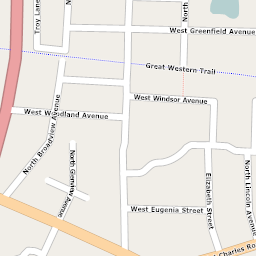 Troy Lane
North
West Greenfield Avenue
Great Western Trail
West Windsor Avenue
West Woodland Avenue
North Broadview Avenue
North Glenview Avenue
Elizabeth Street
North Lincoln Avenue
West Eugenia Street
Charles Ro